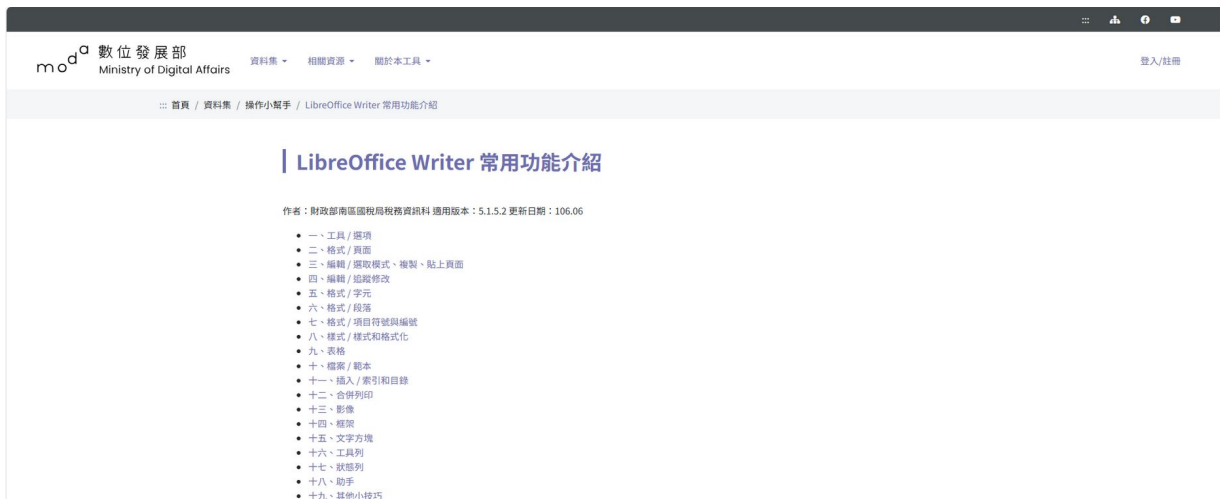 moda 數位發展部
Ministry of Digital Affairs
資料集 相關資源 關於本工具 登入/註冊
::: 首頁 / 資料集 / 操作小幫手 / LibreOffice Writer 常用功能介紹
LibreOffice Writer 常用功能介紹
作者：財政部南區國稅局稅務資訊科 適用版本：5.1.5.2 更新日期：106.06
一、工具 / 選項
二、格式 / 頁面
三、編輯 / 選取模式、複製、貼上頁面
四、編輯 / 追蹤修改
五、格式 / 字元
六、格式 / 段落
七、格式 / 項目符號與編號
八、樣式 / 樣式和格式化
九、表格
十、檔案 / 範本
十一、插入 / 索引和目錄
十二、合併列印
十三、影像
十四、框架
十五、文字方塊
十六、工具列
十七、狀態列
十八、助手
十九、其他小技巧